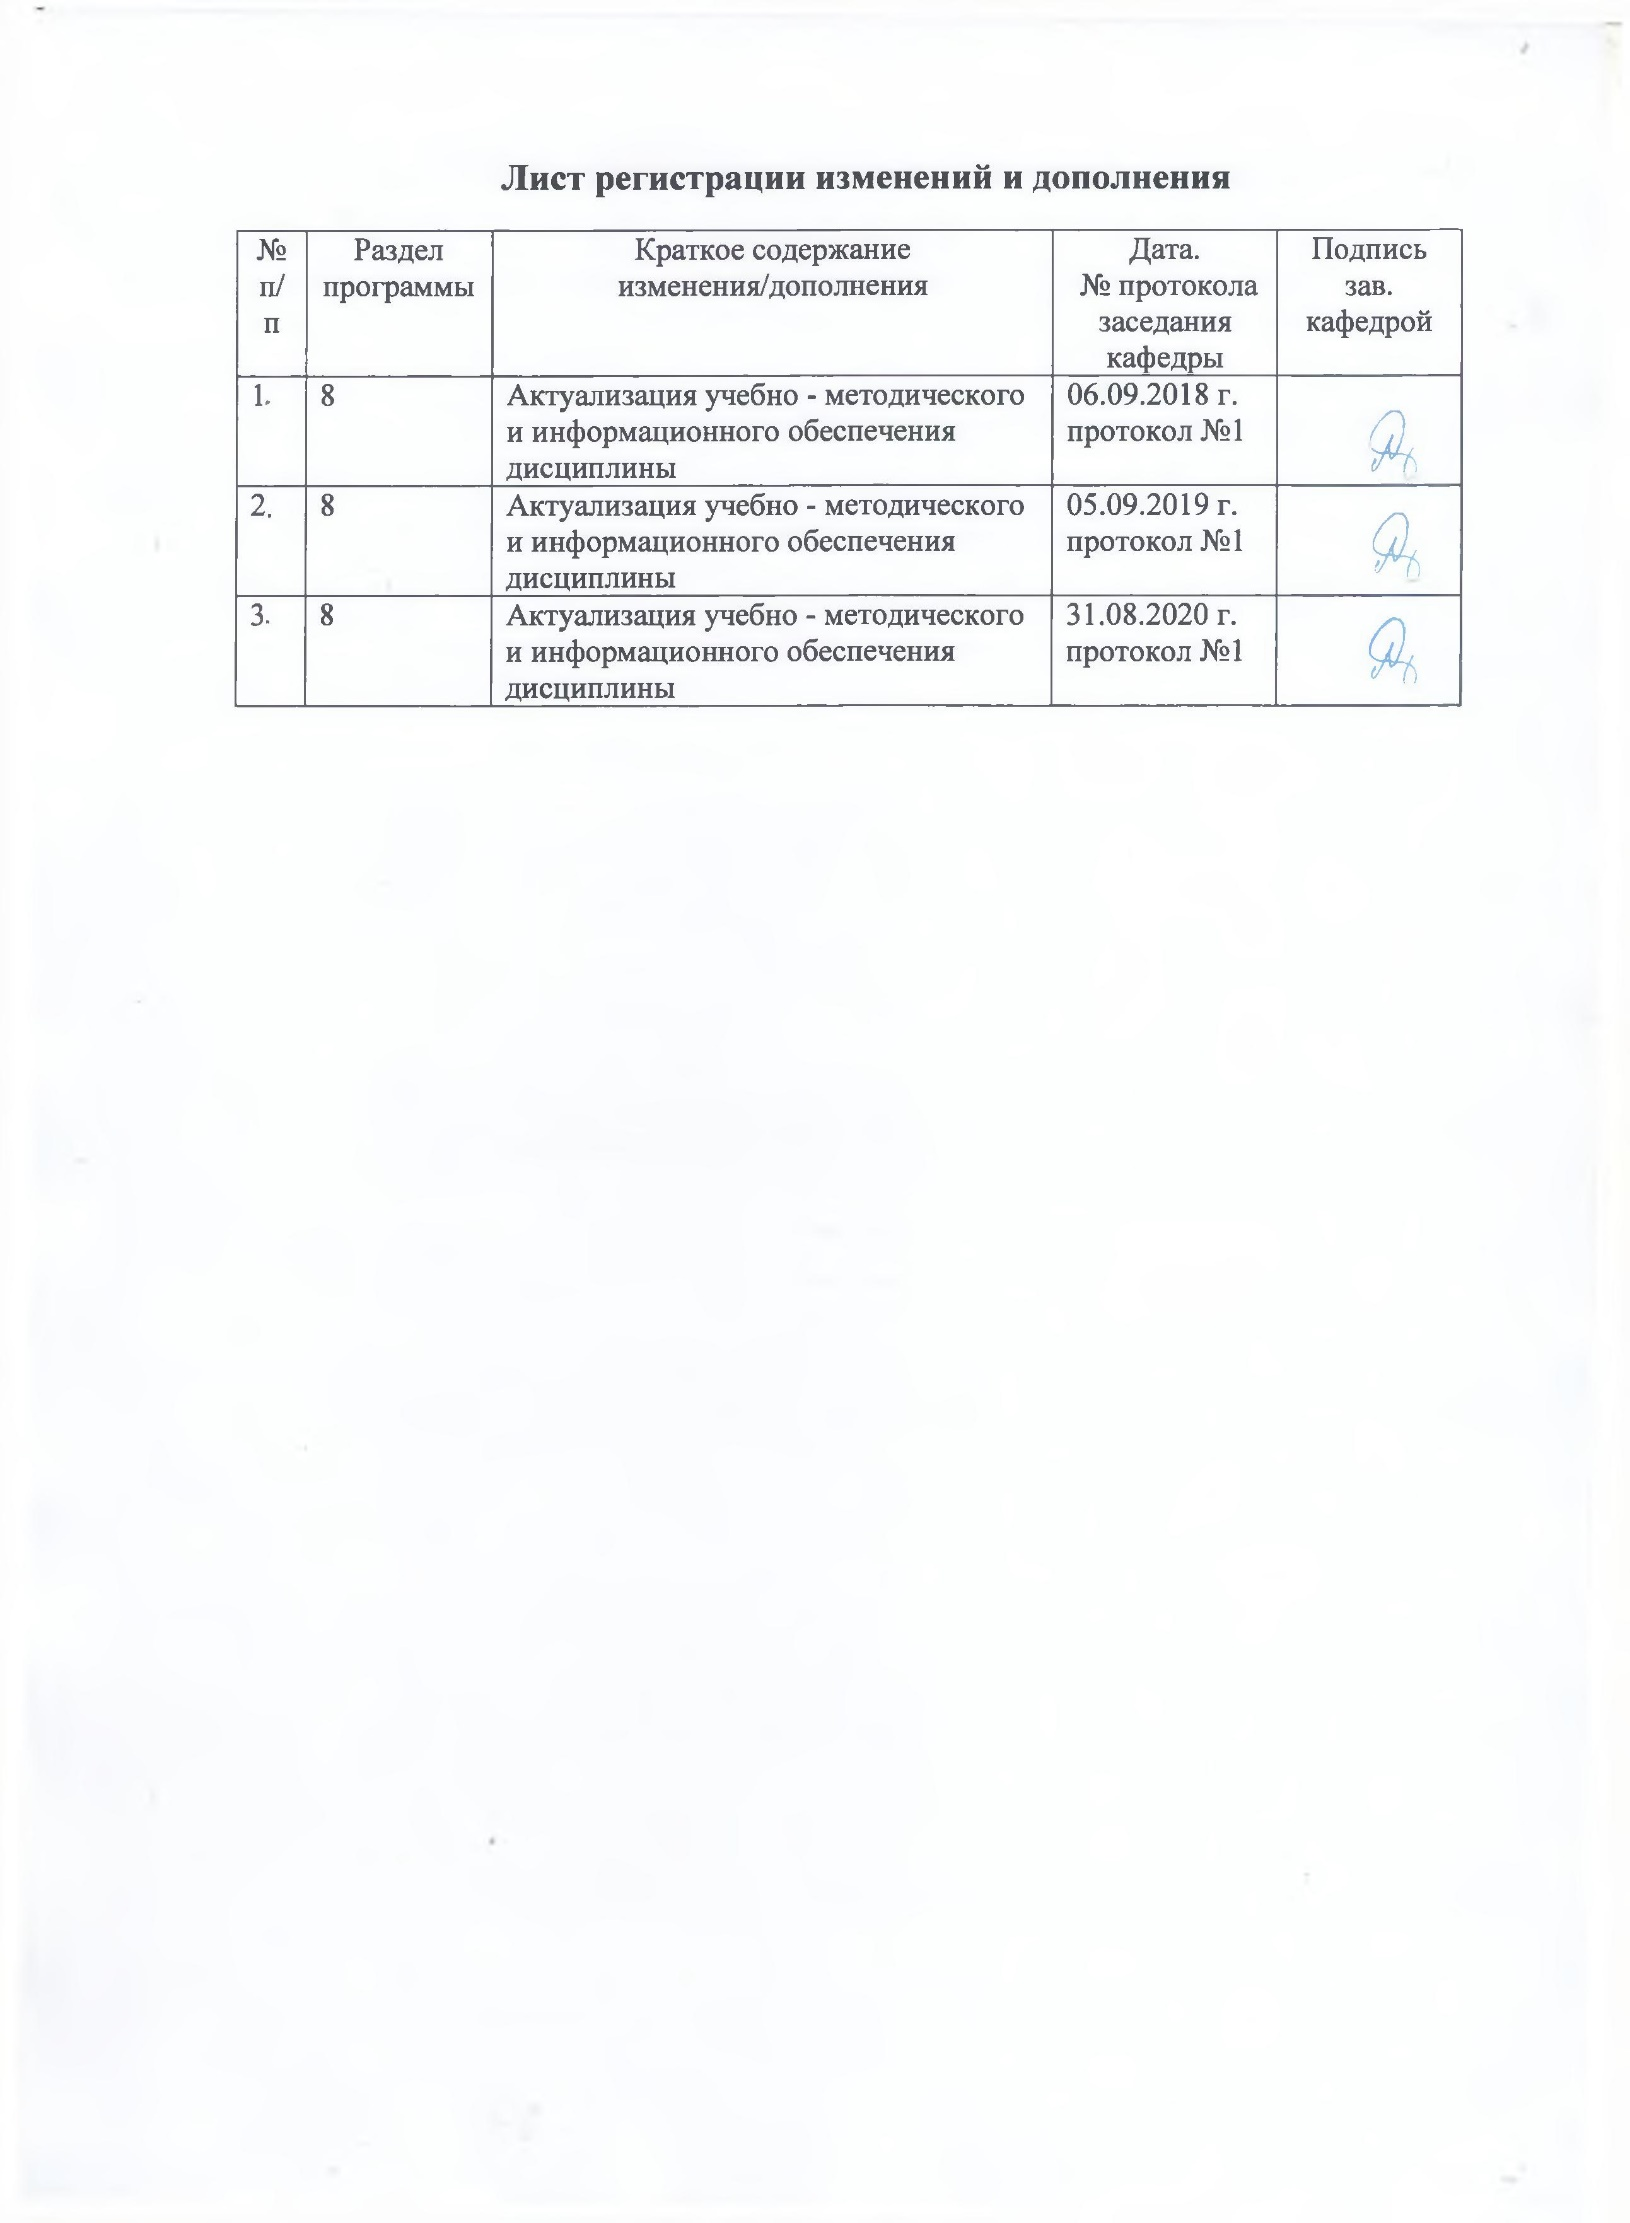 Лист регистрации изменений и дополнения
№ п/п
Раздел программы
Краткое содержание изменения/дополнения
Дата. № протокола заседания кафедры
Подпись зав. кафедрой
1.
8
Актуализация учебно - методического
и информационного обеспечения
дисциплины
06.09.2018 г.
протокол №1
2.
8
Актуализация учебно - методического
и информационного обеспечения
дисциплины
05.09.2019 г.
протокол №1
3.
8
Актуализация учебно - методического
и информационного обеспечения
дисциплины
31.08.2020 г.
протокол №1